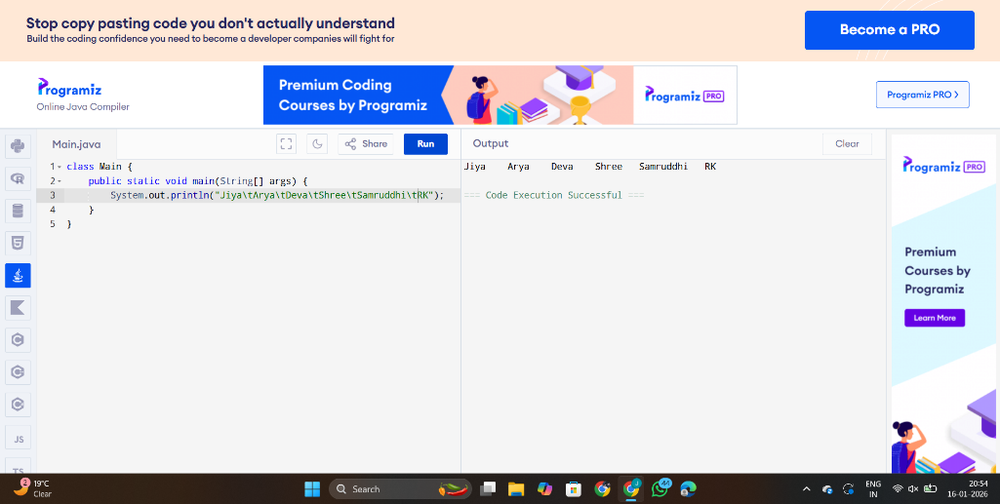 Stop copy pasting code you don't actually understand
Build the coding confidence you need to become a developer companies will fight for
Become a PRO
Programiz
Online Java Compiler
Premium Coding
Courses by Programiz
Programiz PRO
Programiz PRO >
Main.java
Share
Run
Output
Clear
1 class Main {
2 public static void main(String[] args) {
3 System.out.println("Jiya\tArya\tDeva\tShree\tSamruddhi\tRK");
4 }
5 }
Jiya Arya Deva Shree Samruddhi RK
=== Code Execution Successful ===
JS
TS
Programiz PRO
Premium
Courses by
Programiz
Learn More
2
19°C
Clear
Search
J
44
ENG
IN
20:54
16-01-2026